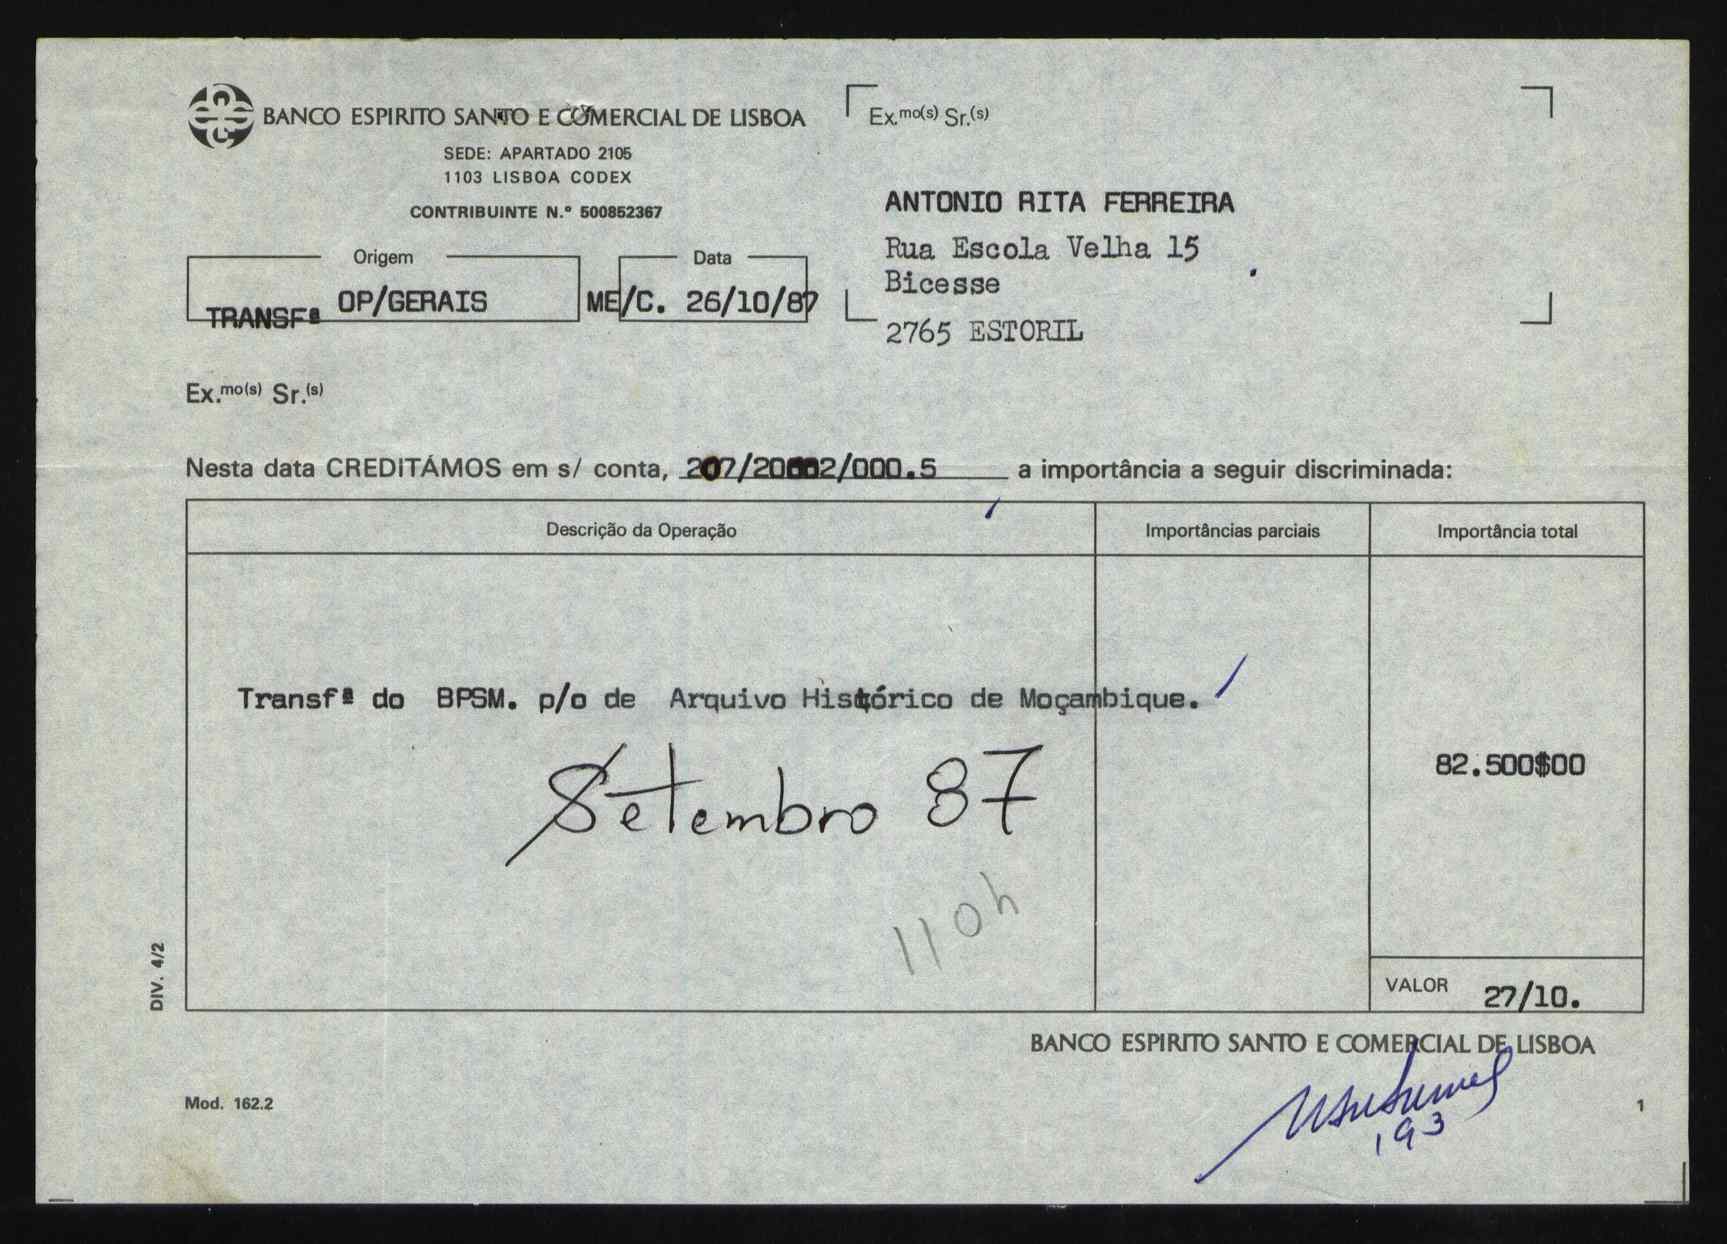 BANCO ESPIRITO SANTO E COMERCIAL DE LISBOA
SEDE: APARTADO 2105
1103 LISBOA CODEX
CONTRIBUINTE N.º 500852367
Ex.mo(s) Sr.(s)
ANTONIO RITA FERREIRA
Rua Escola Velha 15
Bicesse
2765 ESTORIL
Origem
TRANSFª OP/GERAIS
Data
ME/C. 26/10/87
Ex.mo(s) Sr.(s)
Nesta data CREDITÁMOS em s/ conta, a importância a seguir discriminada:
Descrição da Operação
Importâncias parciais
Importância total
Transfª do BPSM. p/o de Arquivo Histórico de Moçambique.
82.500$00
Setembro 87
110h
DIV. 4/2
VALOR 27/10.
BANCO ESPIRITO SANTO E COMERCIAL DE LISBOA
193
Mod. 162.2
1